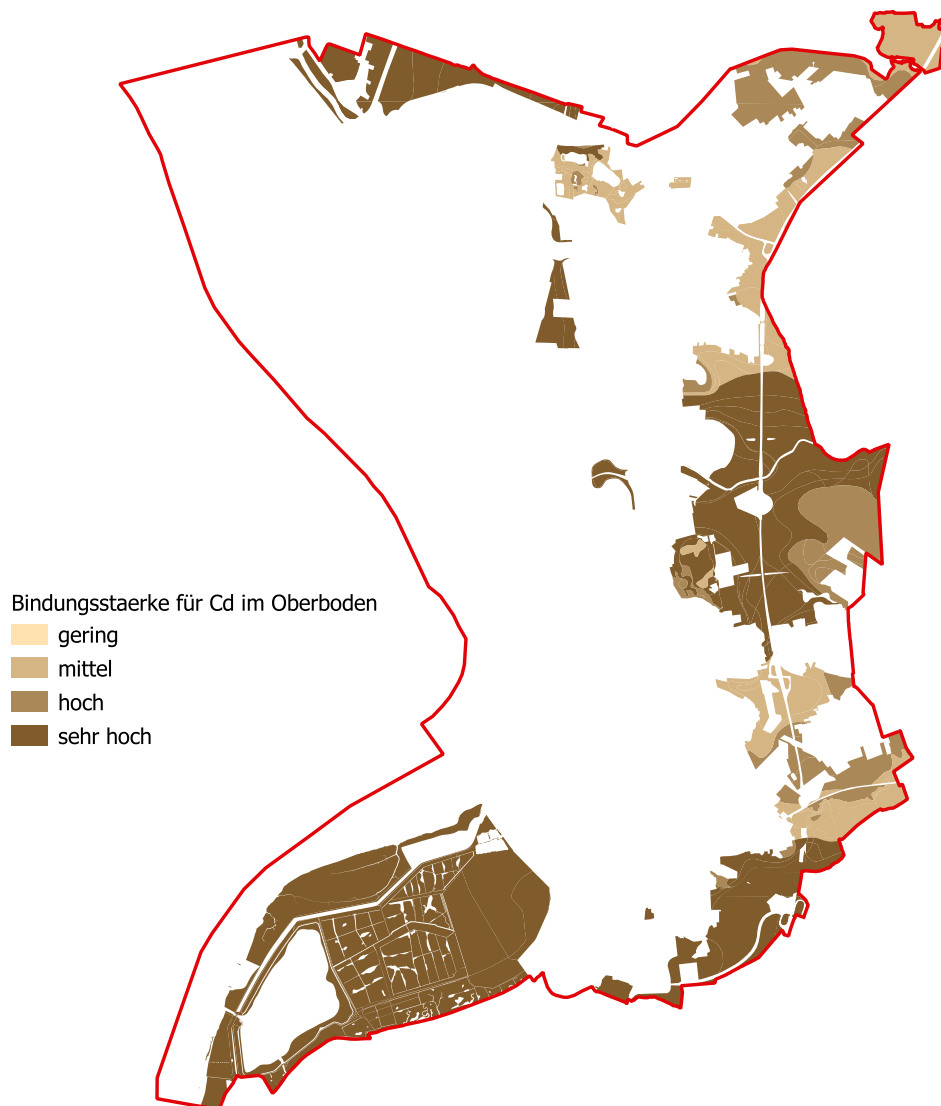 Bindungsstaerke für Cd im Oberboden
gering
mittel
hoch
sehr hoch